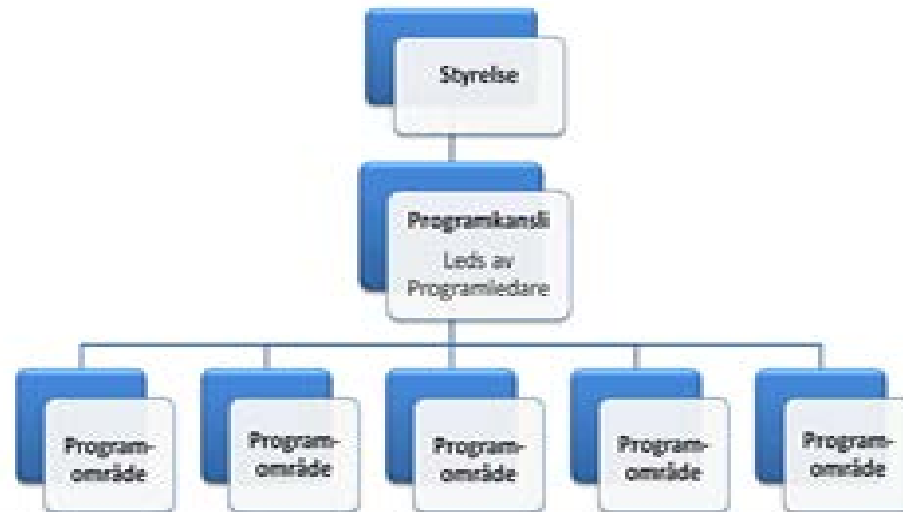 Styrelse
Programkansli
Leds av
Programledare
Program-
område
Program-
område
Program-
område
Program-
område
Program-
område